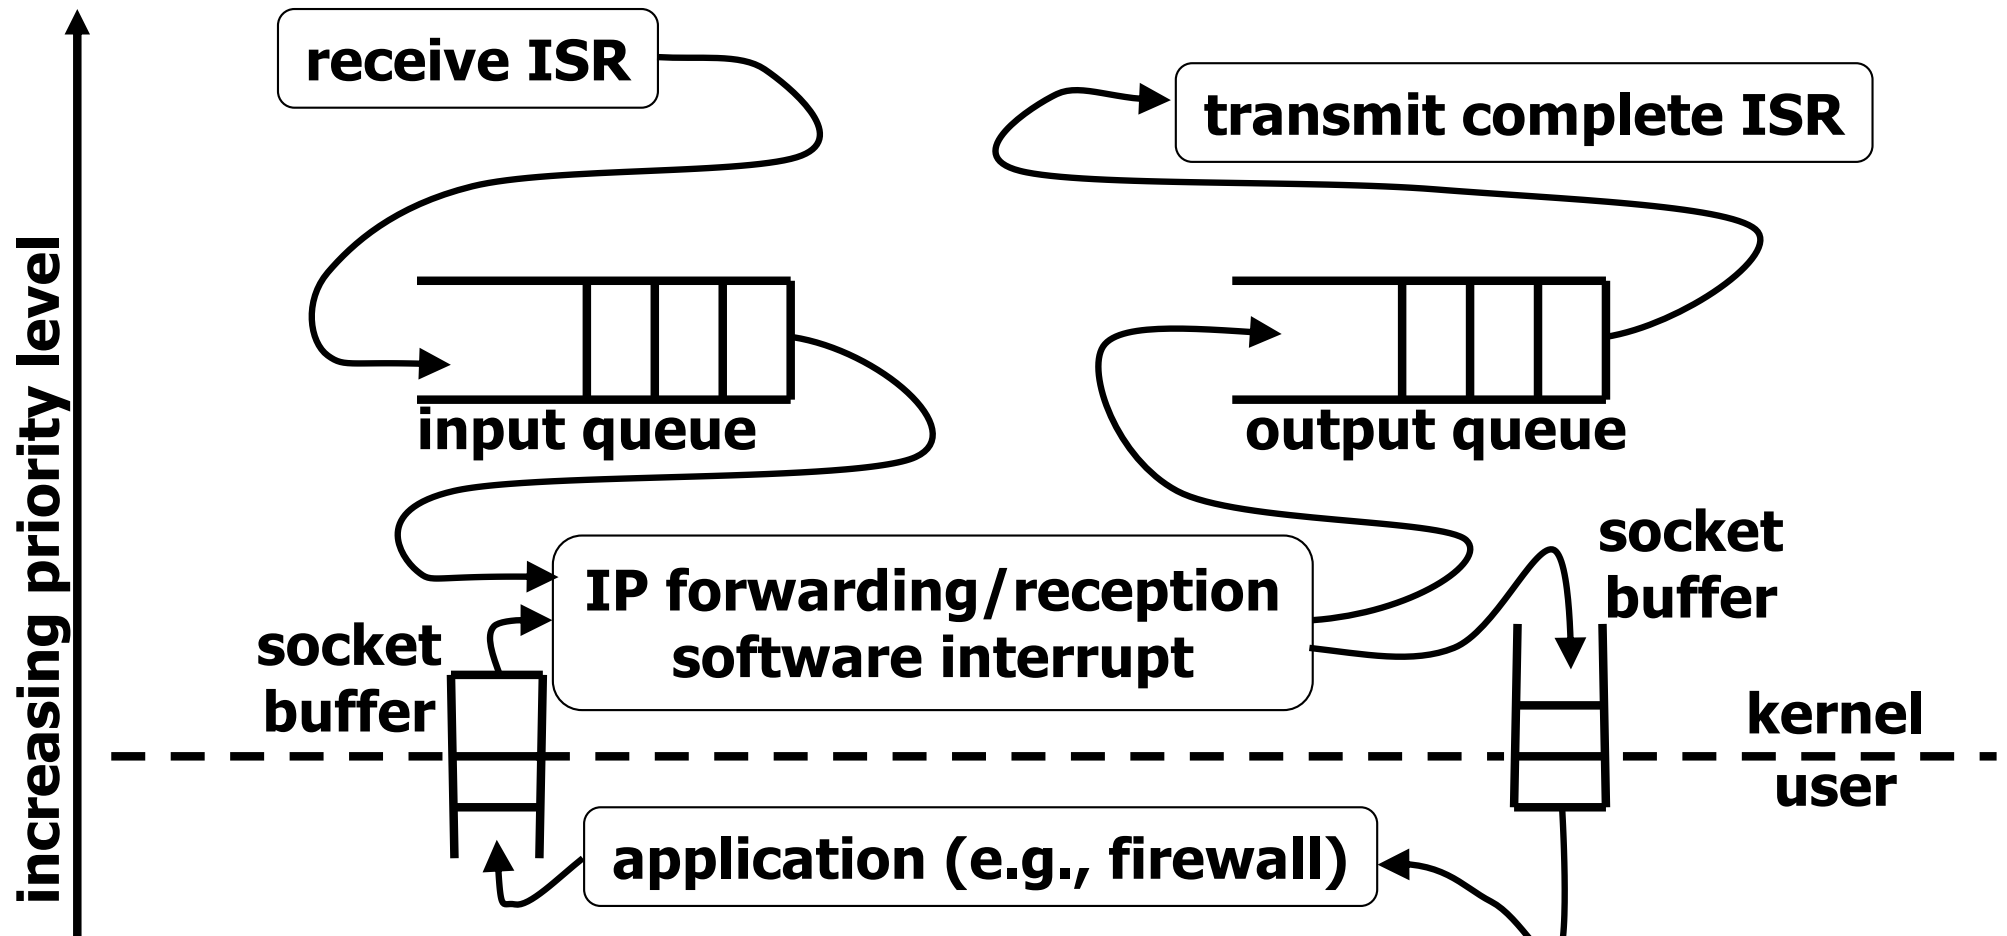 receive ISR
transmit complete ISR
increasing priority level
input queue
output queue
socket
buffer
IP forwarding/reception
software interrupt
socket
buffer
kernel
user
application (e.g., firewall)